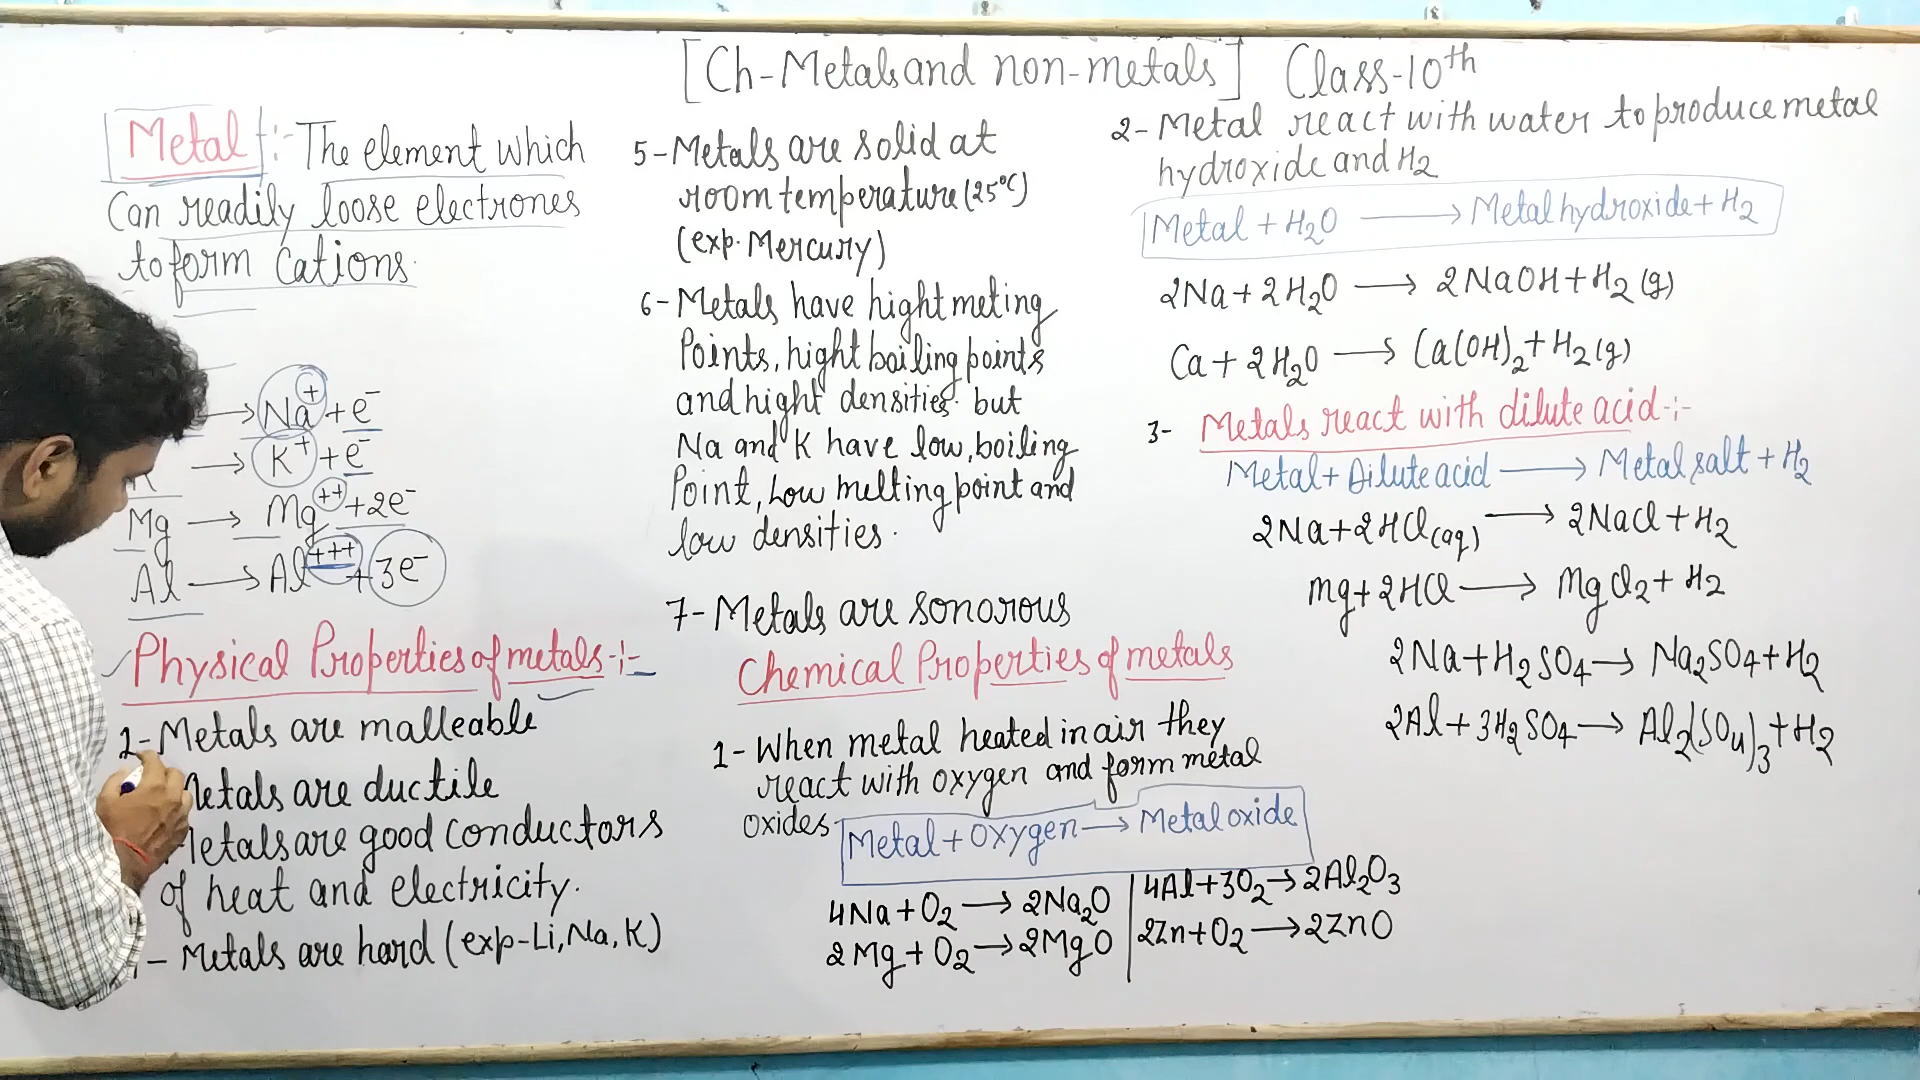 [Ch-Metals and non-metals] Class-10th
Metal :- The element which
Can readily loose electrones
to form Cations.
→ Na⁺ + e⁻
→ K⁺ + e⁻
Mg → Mg⁺⁺ + 2e⁻
Al → Al⁺⁺⁺ + 3e⁻
Physical Properties of metals :-
1- Metals are malleable
Metals are ductile
Metals are good conductors
of heat and electricity.
- Metals are hard (exp-Li, Na, K)
5- Metals are solid at
room temperature (25°C)
(exp. Mercury)
6- Metals have hight meting
Points, hight boiling points
and hight densities. but
Na and K have low, boiling
Point, Low melting point and
low densities.
7- Metals are sonorous
Chemical Properties of metals
1- When metal heated in air they
react with oxygen and form metal
oxides
Metal + Oxygen → Metal oxide
4Na + O₂ → 2Na₂O
2Mg + O₂ → 2MgO
4Al + 3O₂ → 2Al₂O₃
2Zn + O₂ → 2ZnO
2- Metal react with water to produce metal
hydroxide and H₂
Metal + H₂O → Metal hydroxide + H₂
2Na + 2H₂O → 2NaOH + H₂ (g)
Ca + 2H₂O → Ca(OH)₂ + H₂ (g)
3- Metals react with dilute acid :-
Metal + Dilute acid → Metal salt + H₂
2Na + 2HCl (aq) → 2NaCl + H₂
mg + 2HCl → MgCl₂ + H₂
2Na + H₂SO₄ → Na₂SO₄ + H₂
2Al + 3H₂SO₄ → Al₂(SO₄)₃ + H₂